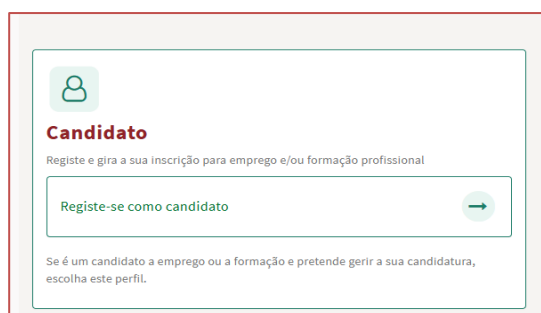 Candidato
Registe e gira a sua inscrição para emprego e/ou formação profissional
Registe-se como candidato
Se é um candidato a emprego ou a formação e pretende gerir a sua candidatura,
escolha este perfil.